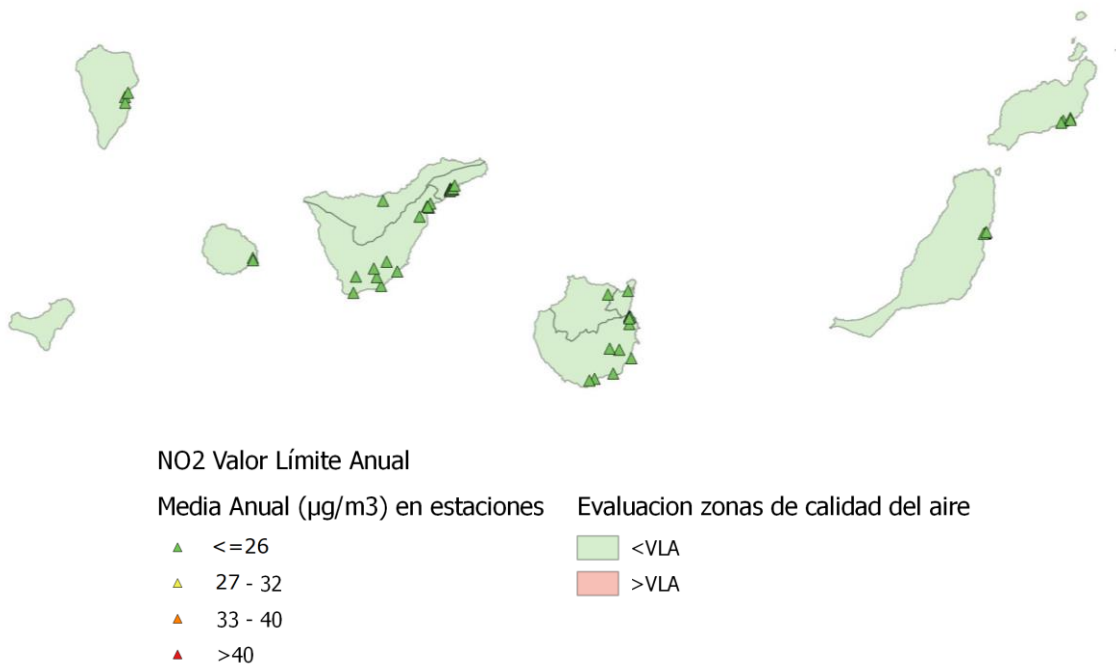 NO2 Valor Límite Anual
Media Anual (µg/m3) en estaciones
<=26
27 - 32
33 - 40
>40
Evaluacion zonas de calidad del aire
<VLA
>VLA